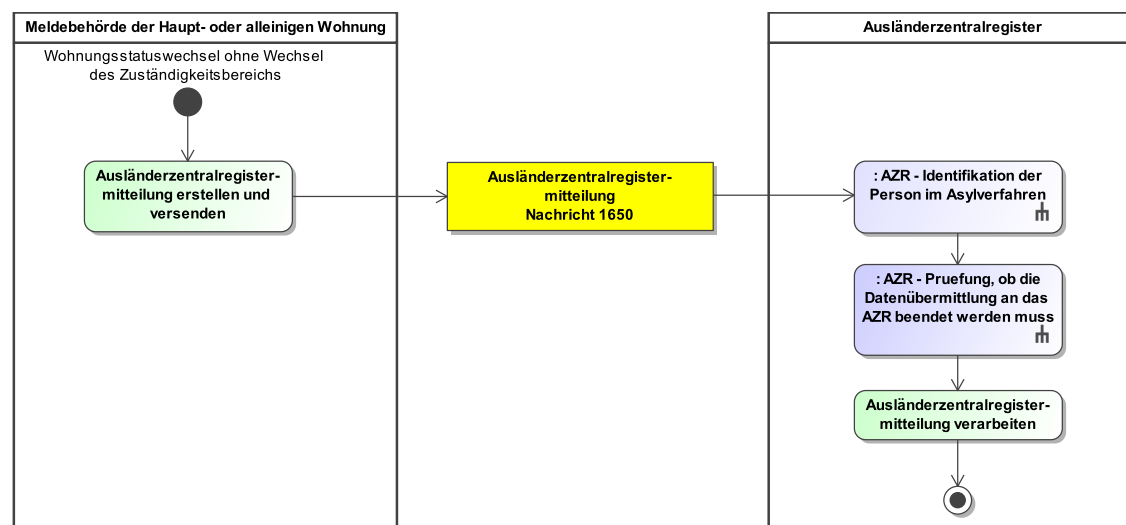 Meldebehörde der Haupt- oder alleinigen Wohnung
Wohnungsstatuswechsel ohne Wechsel
des Zuständigkeitsbereichs
Ausländerzentralregister-
mitteilung erstellen und
versenden
Ausländerzentralregister-
mitteilung
Nachricht 1650
Ausländerzentralregister
: AZR - Identifikation der
Person im Asylverfahren
: AZR - Pruefung, ob die
Datenübermittlung an das
AZR beendet werden muss
Ausländerzentralregister-
mitteilung verarbeiten